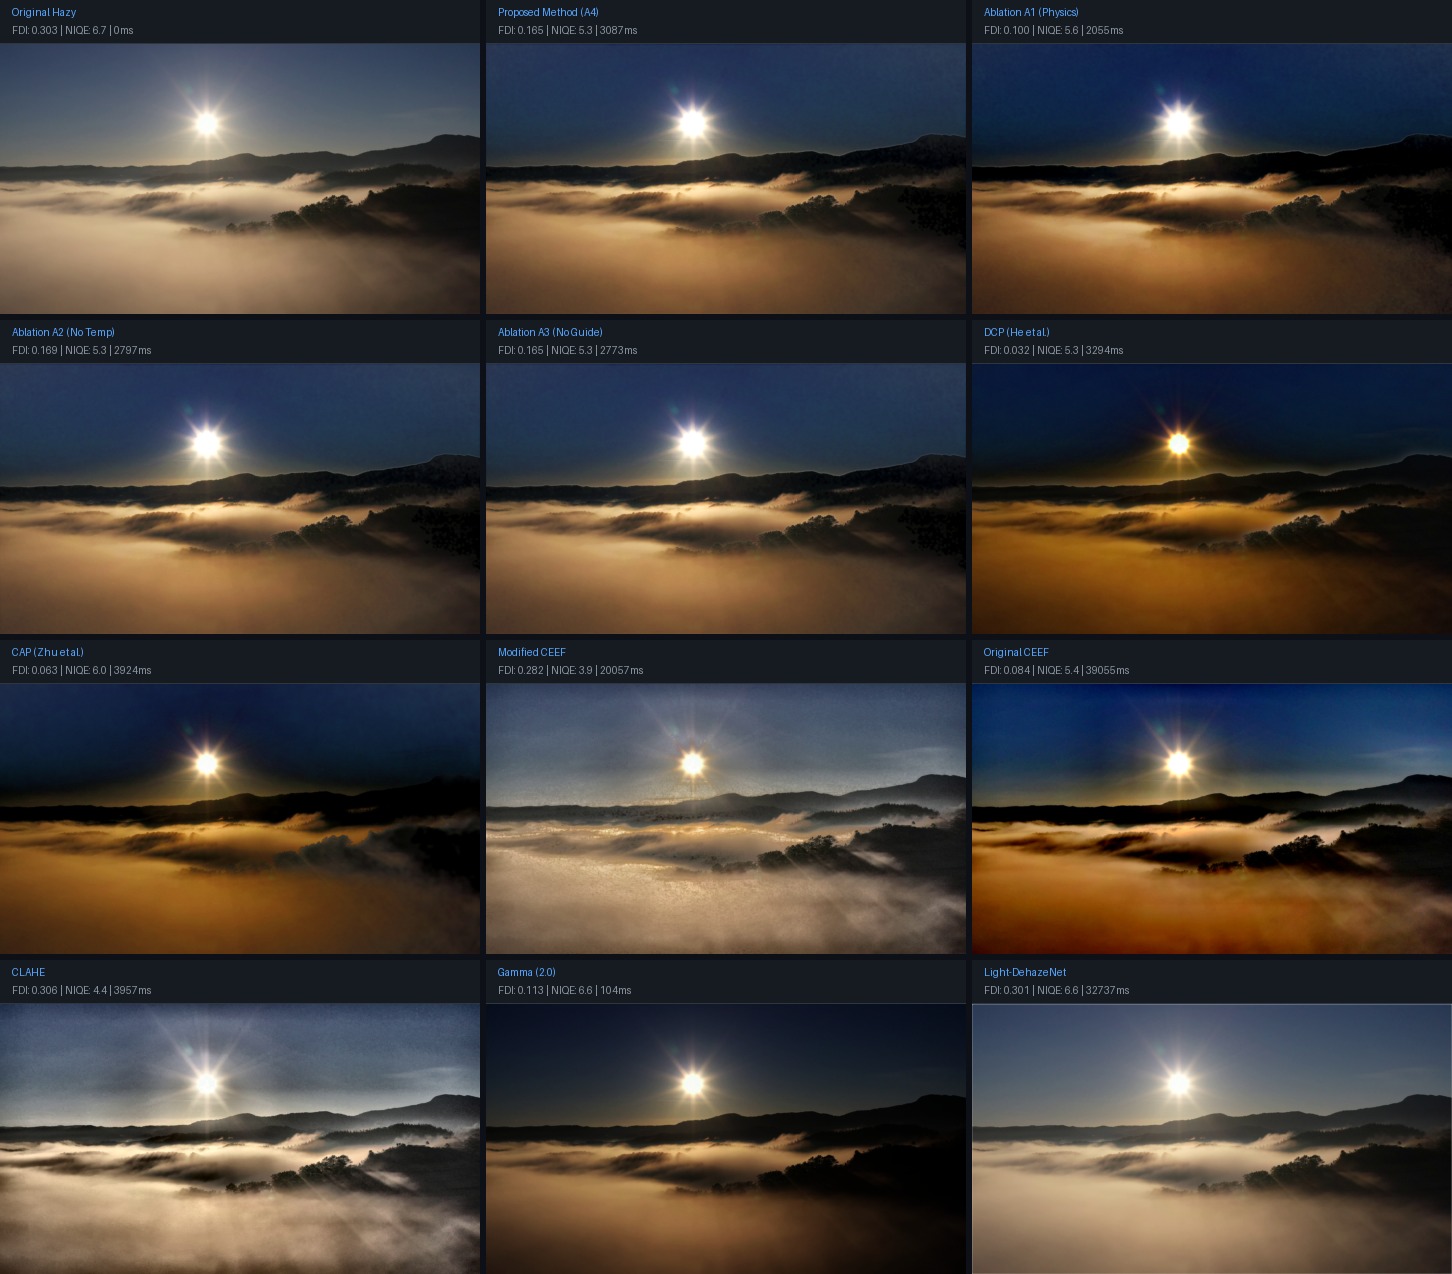 Original Hazy
FDI: 0.303 | NIQE: 6.7 | 0ms
Proposed Method (A4)
FDI: 0.165 | NIQE: 5.3 | 3087ms
Ablation A1 (Physics)
FDI: 0.100 | NIQE: 5.6 | 2055ms
Ablation A2 (No Temp)
FDI: 0.169 | NIQE: 5.3 | 2797ms
Ablation A3 (No Guide)
FDI: 0.165 | NIQE: 5.3 | 2773ms
DCP (He et al.)
FDI: 0.032 | NIQE: 5.3 | 3294ms
CAP (Zhu et al.)
FDI: 0.063 | NIQE: 6.0 | 3924ms
Modified CEEF
FDI: 0.282 | NIQE: 3.9 | 20057ms
Original CEEF
FDI: 0.084 | NIQE: 5.4 | 39055ms
CLAHE
FDI: 0.306 | NIQE: 4.4 | 3957ms
Gamma (2.0)
FDI: 0.113 | NIQE: 6.6 | 104ms
Light-DehazeNet
FDI: 0.301 | NIQE: 6.6 | 32737ms